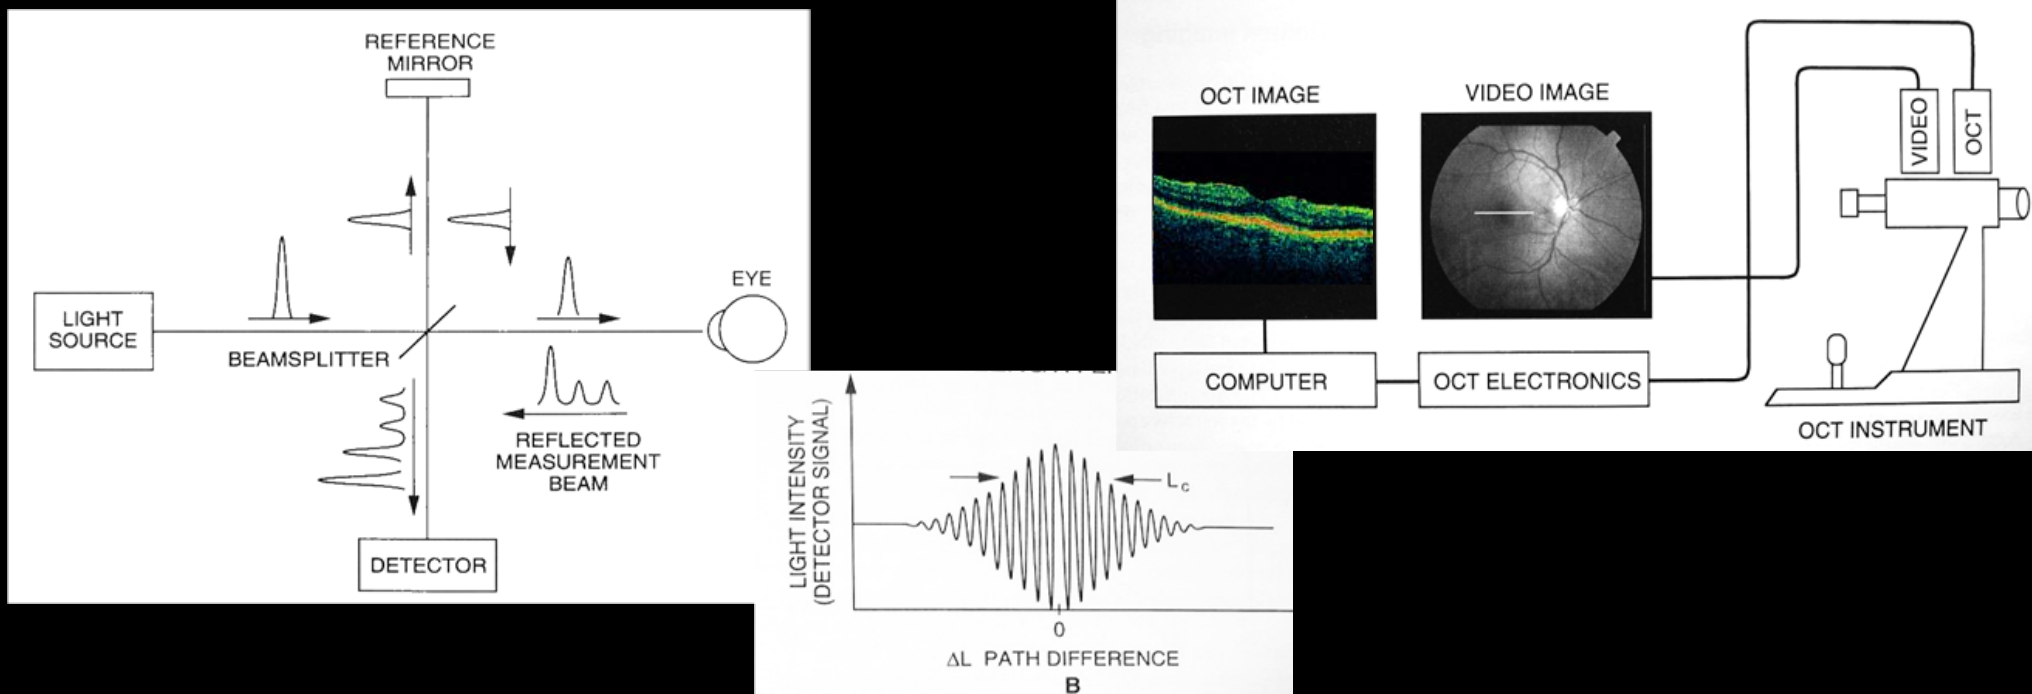 REFERENCE
MIRROR
LIGHT
SOURCE
BEAMSPLITTER
EYE
REFLECTED
MEASUREMENT
BEAM
DETECTOR
LIGHT INTENSITY
(DETECTOR SIGNAL)
Lc
0
ΔL PATH DIFFERENCE
B
OCT IMAGE
VIDEO IMAGE
VIDEO
OCT
COMPUTER
OCT ELECTRONICS
OCT INSTRUMENT